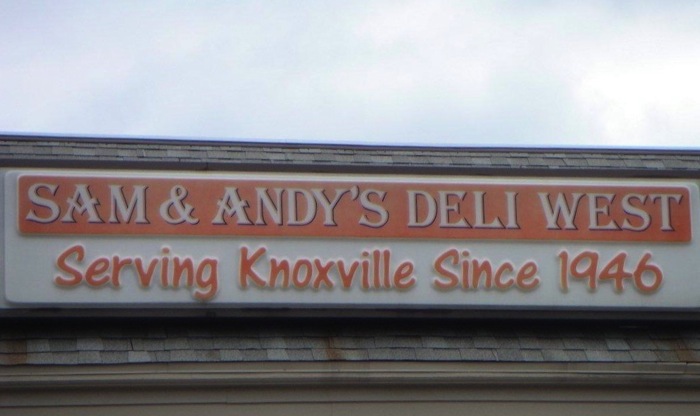 SAM & ANDY'S DELI WEST
Serving Knoxville Since 1946